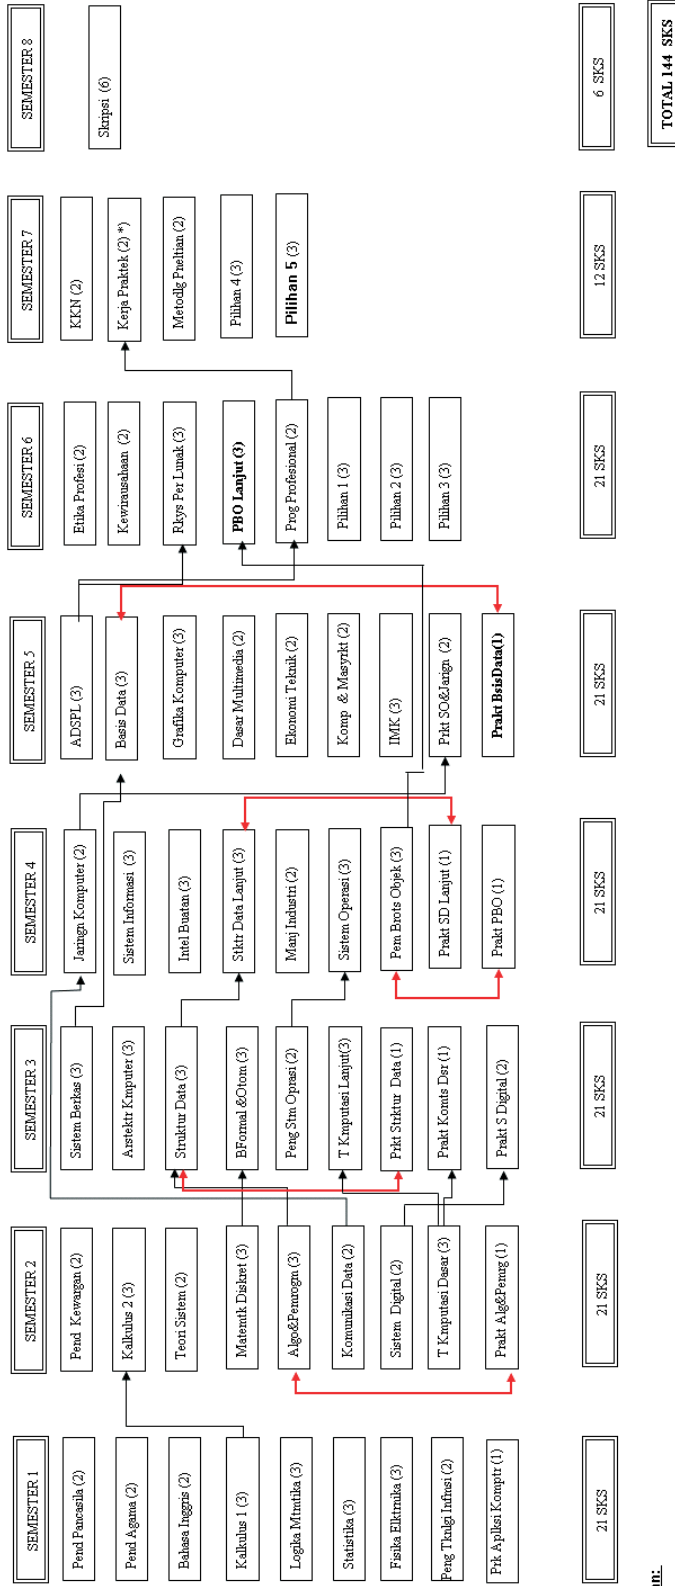 SEMESTER 1
Pend Pancasila (2)
Pend Agama (2)
Bahasa Inggris (2)
Kalkulus 1 (3)
Logika Mtmtika (3)
Statistika (3)
Fisika Elktrnika (3)
Peng Tknlgi Infmsi (2)
Prk Aplksi Komptr (1)
21 SKS
SEMESTER 2
Pend Kewargan (2)
Kalkulus 2 (3)
Teori Sistem (2)
Matemtk Diskret (3)
Algo&Pemrogm (3)
Komunikasi Data (2)
Sistem Digital (2)
T Kmputasi Dasar (3)
Prakt Alg&Pemrg (1)
21 SKS
SEMESTER 3
Sistem Berkas (3)
Arstektr Kmputer (3)
Struktur Data (3)
BFormal &Otom (3)
Peng Stm Oprasi (2)
T Kmputasi Lanjut(3)
Prkt Strktur Data (1)
Prakt Komts Dsr (1)
Prakt S Digital (2)
21 SKS
SEMESTER 4
Jaringn Komputer (2)
Sistem Informasi (3)
Intel Buatan (3)
Stktr Data Lanjut (3)
Manj Industri (2)
Sistem Operasi (3)
Pem Brots Objek (3)
Prakt SD Lanjut (1)
Prakt PBO (1)
21 SKS
SEMESTER 5
ADSPL (3)
Basis Data (3)
Grafika Komputer (3)
Dasar Multimedia (2)
Ekonomi Teknik (2)
Komp & Masyrkt (2)
IMK (3)
Prkt SO&Jarign (2)
Prakt BsisData(1)
21 SKS
SEMESTER 6
Etika Profesi (2)
Kewirausahaan (2)
Rkys Per Lunak (3)
PBO Lanjut (3)
Prog Profesional (2)
Pilihan 1 (3)
Pilihan 2 (3)
Pilihan 3 (3)
21 SKS
SEMESTER 7
KKN (2)
Kerja Praktek (2) *)
Metodlg Pneltian (2)
Pilihan 4 (3)
Pilihan 5 (3)
12 SKS
SEMESTER 8
Skripsi (6)
6 SKS
TOTAL 144 SKS
an: